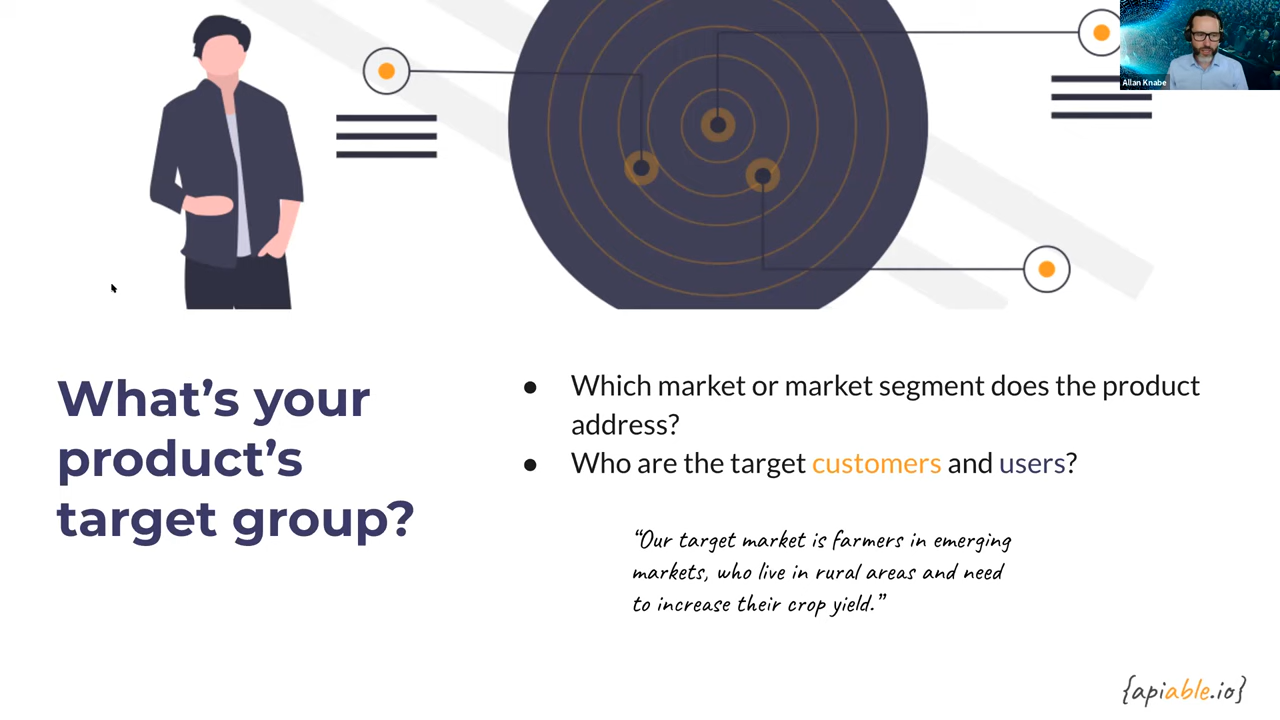 Allan Knabe
What's your
product's
target group?
● Which market or market segment does the product
address?
● Who are the target customers and users?
“Our target market is farmers in emerging
markets, who live in rural areas and need
to increase their crop yield.”
{apiable.io}